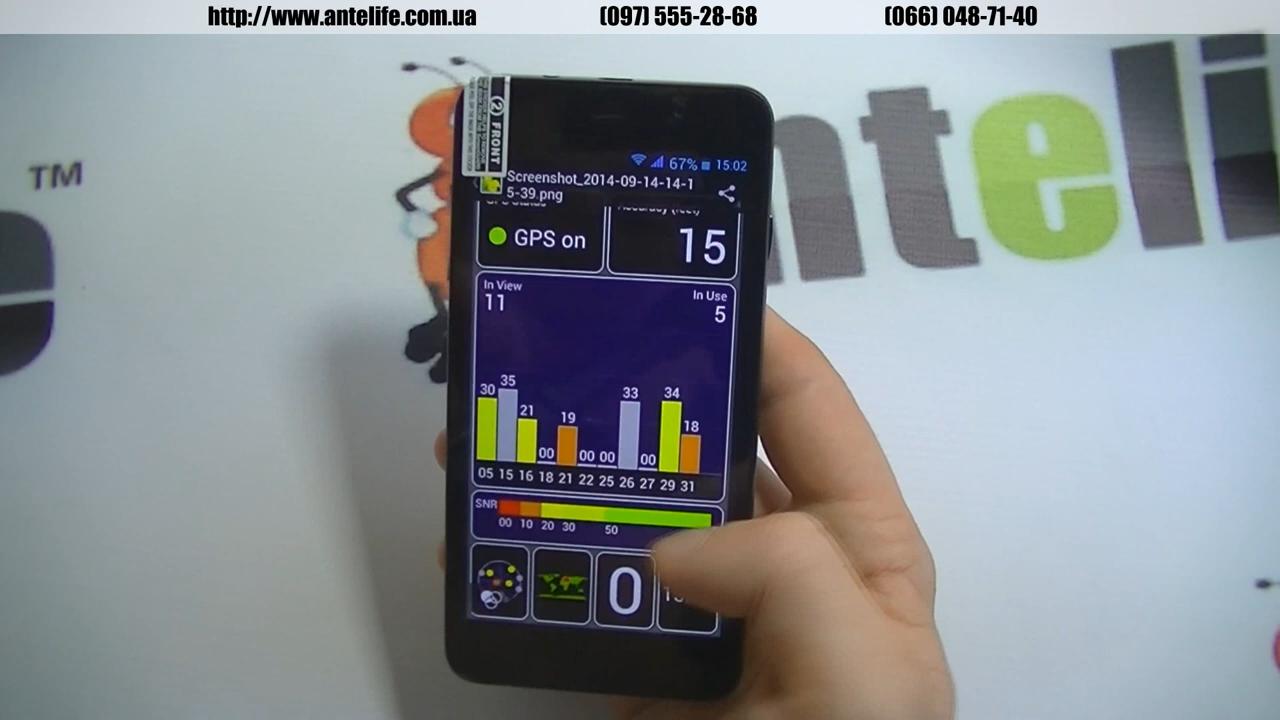 http://www.antelife.com.ua (097) 555-28-68 (066) 048-71-40
TM
anteli
2 FRONT
67% 15:02
Screenshot_2014-09-14-14-1
5-39.png
GPS on
15
In View
11
In Use
5
30 35 21 00 19 00 00 33 00 34 18
05 15 16 18 21 22 25 26 27 29 31
SNR
00 10 20 30 50
0